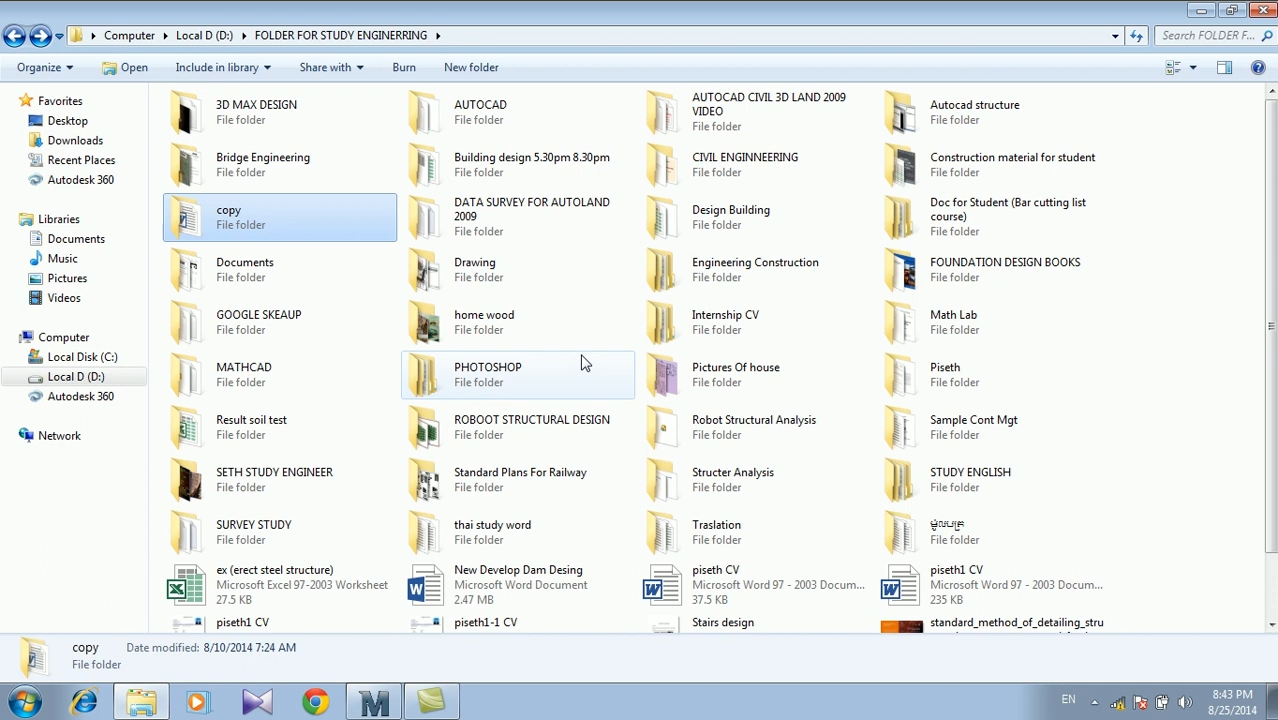 Computer Local D (D:) FOLDER FOR STUDY ENGINERRING
Search FOLDER F...
Organize Open Include in library Share with Burn New folder
Favorites
Desktop
Downloads
Recent Places
Autodesk 360
Libraries
Documents
Music
Pictures
Videos
Computer
Local Disk (C:)
Local D (D:)
Autodesk 360
Network
3D MAX DESIGN
File folder
AUTOCAD
File folder
AUTOCAD CIVIL 3D LAND 2009
VIDEO
File folder
Autocad structure
File folder
Bridge Engineering
File folder
Building design 5.30pm 8.30pm
File folder
CIVIL ENGINNEERING
File folder
Construction material for student
File folder
copy
File folder
DATA SURVEY FOR AUTOLAND
2009
File folder
Design Building
File folder
Doc for Student (Bar cutting list
course)
File folder
Documents
File folder
Drawing
File folder
Engineering Construction
File folder
FOUNDATION DESIGN BOOKS
File folder
GOOGLE SKEAUP
File folder
home wood
File folder
Internship CV
File folder
Math Lab
File folder
MATHCAD
File folder
PHOTOSHOP
File folder
Pictures Of house
File folder
Piseth
File folder
Result soil test
File folder
ROBOOT STRUCTURAL DESIGN
File folder
Robot Structural Analysis
File folder
Sample Cont Mgt
File folder
SETH STUDY ENGINEER
File folder
Standard Plans For Railway
File folder
Structer Analysis
File folder
STUDY ENGLISH
File folder
SURVEY STUDY
File folder
thai study word
File folder
Traslation
File folder
File folder
ex (erect steel structure)
Microsoft Excel 97-2003 Worksheet
27.5 KB
New Develop Dam Desing
Microsoft Word Document
2.47 MB
piseth CV
Microsoft Word 97 - 2003 Docum...
37.5 KB
piseth1 CV
Microsoft Word 97 - 2003 Docum...
235 KB
piseth1 CV
piseth1-1 CV
Stairs design
standard_method_of_detailing_stru
copy Date modified: 8/10/2014 7:24 AM
File folder
EN
8:43 PM
8/25/2014